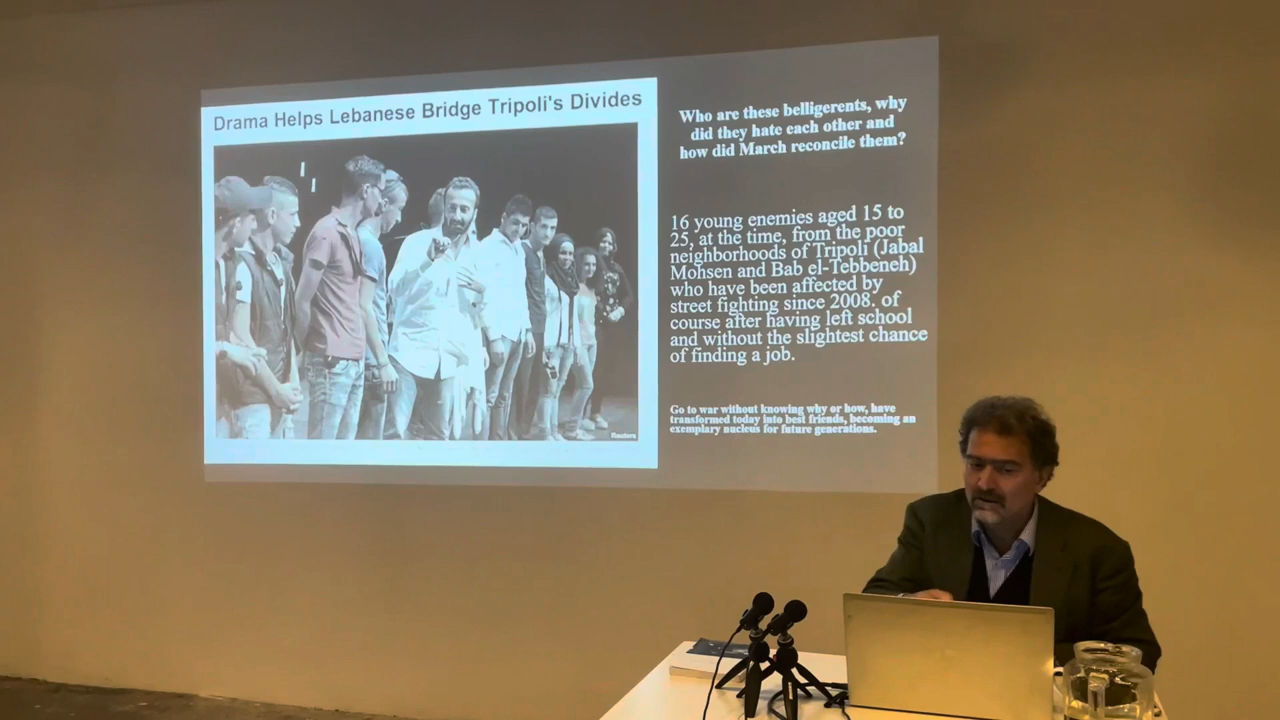 Drama Helps Lebanese Bridge Tripoli's Divides
Reuters
Who are these belligerents, why
did they hate each other and
how did March reconcile them?
16 young enemies aged 15 to
25, at the time, from the poor
neighborhoods of Tripoli (Jabal
Mohsen and Bab el-Tebbeneh)
who have been affected by
street fighting since 2008. of
course after having left school
and without the slightest chance
of finding a job.
Go to war without knowing why or how, have
transformed today into best friends, becoming an
exemplary nucleus for future generations.